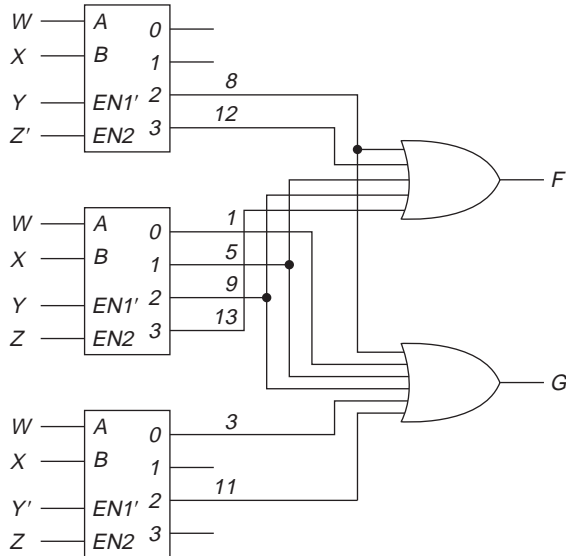 W A 0
X B 1
Y EN1' 2 8
Z' EN2 3 12
F
W A 0 1
X B 1 5
Y EN1' 2 9
Z EN2 3 13
G
W A 0 3
X B 1
Y' EN1' 2 11
Z EN2 3